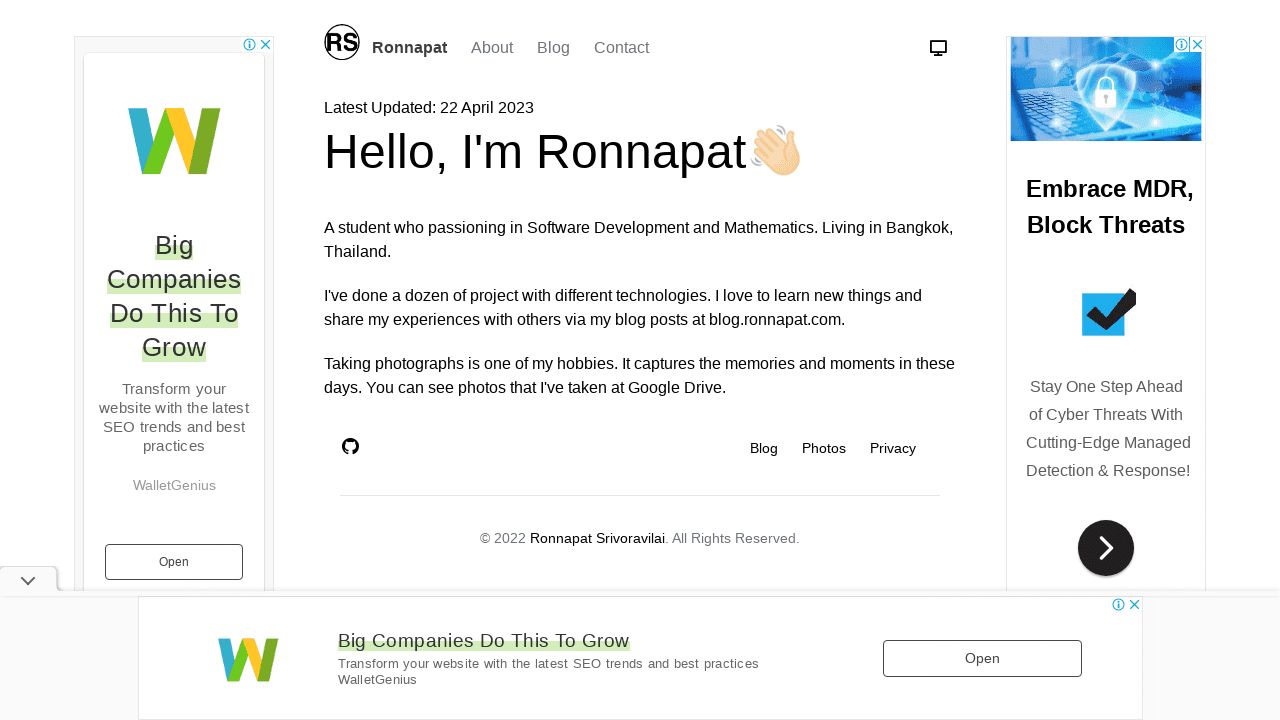 RS Ronnapat About Blog Contact
Latest Updated: 22 April 2023
Hello, I'm Ronnapat
A student who passioning in Software Development and Mathematics. Living in Bangkok,
Thailand.
I've done a dozen of project with different technologies. I love to learn new things and
share my experiences with others via my blog posts at blog.ronnapat.com.
Taking photographs is one of my hobbies. It captures the memories and moments in these
days. You can see photos that I've taken at Google Drive.
Blog Photos Privacy
© 2022 Ronnapat Srivoravilai. All Rights Reserved.
Big
Companies
Do This To
Grow
Transform your
website with the latest
SEO trends and best
practices
WalletGenius
Open
Embrace MDR,
Block Threats
Stay One Step Ahead
of Cyber Threats With
Cutting-Edge Managed
Detection & Response!
Big Companies Do This To Grow
Transform your website with the latest SEO trends and best practices
WalletGenius
Open